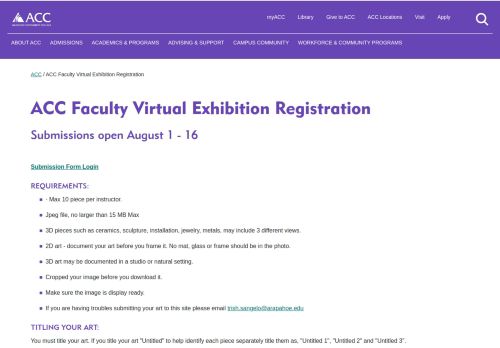 myACC Library Give to ACC ACC Locations Visit Apply
ACC
ABOUT ACC ADMISSIONS ACADEMICS & PROGRAMS ADVISING & SUPPORT CAMPUS COMMUNITY WORKFORCE & COMMUNITY PROGRAMS
ACC / ACC Faculty Virtual Exhibition Registration
ACC Faculty Virtual Exhibition Registration
Submissions open August 1 - 16
Submission Form Login
REQUIREMENTS:
- Max 10 piece per instructor.
Jpeg file, no larger than 15 MB Max
3D pieces such as ceramics, sculpture, installation, jewelry, metals, may include 3 different views.
2D art - document your art before you frame it. No mat, glass or frame should be in the photo.
3D art may be documented in a studio or natural setting.
Cropped your image before you download it.
Make sure the image is display ready.
If you are having troubles submitting your art to this site please email trish.sangelo@arapahoe.edu
TITLING YOUR ART:
You must title your art. if you title your art "Untitled" to help identify each piece separately title them as, "Untitled 1", "Untitled 2" and "Untitled 3".